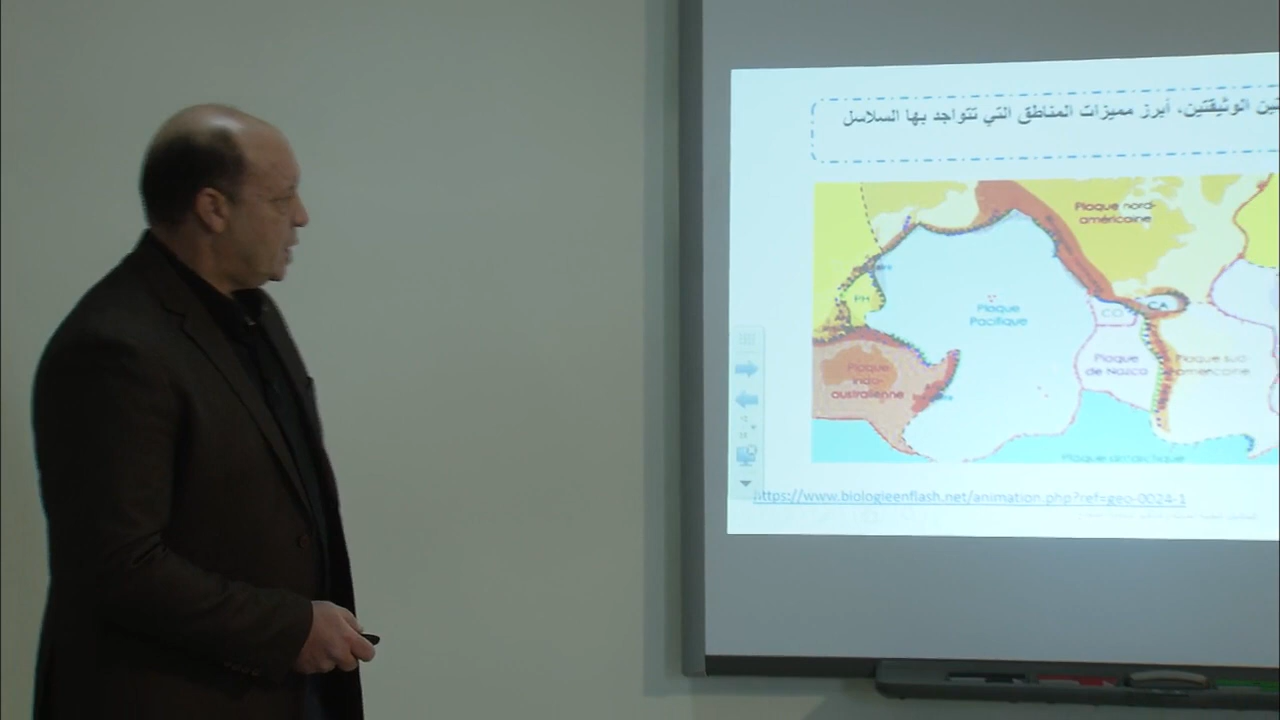 الوثيقتين، أبرز مميزات المناطق التي تتواجد بها السلاسل
Plaque nord-
américaine
PH
Plaque
Pacifique
CO
CA
Plaque
indo-
australienne
Plaque
de Nazca
Plaque sud-
américaine
Plaque antarctique
https://www.biologieenflash.net/animation.php?ref=geo-0024-1